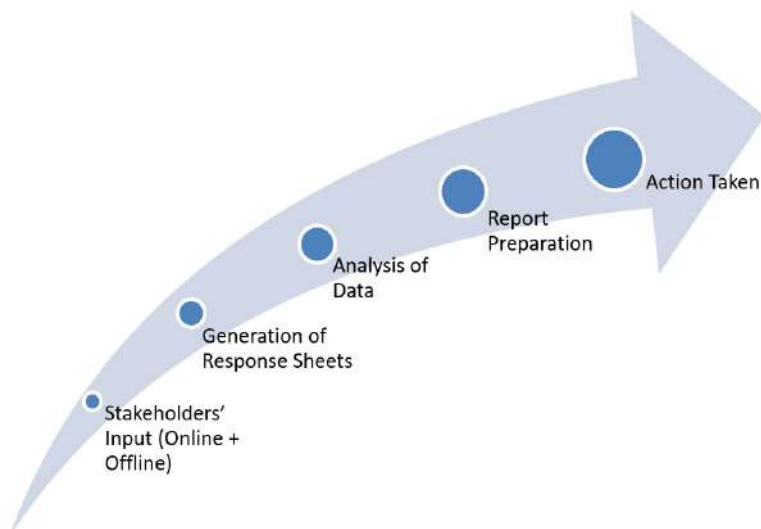 Action Taken
Report
Preparation
Analysis of
Data
Generation of
Response Sheets
Stakeholders’
Input (Online +
Offline)